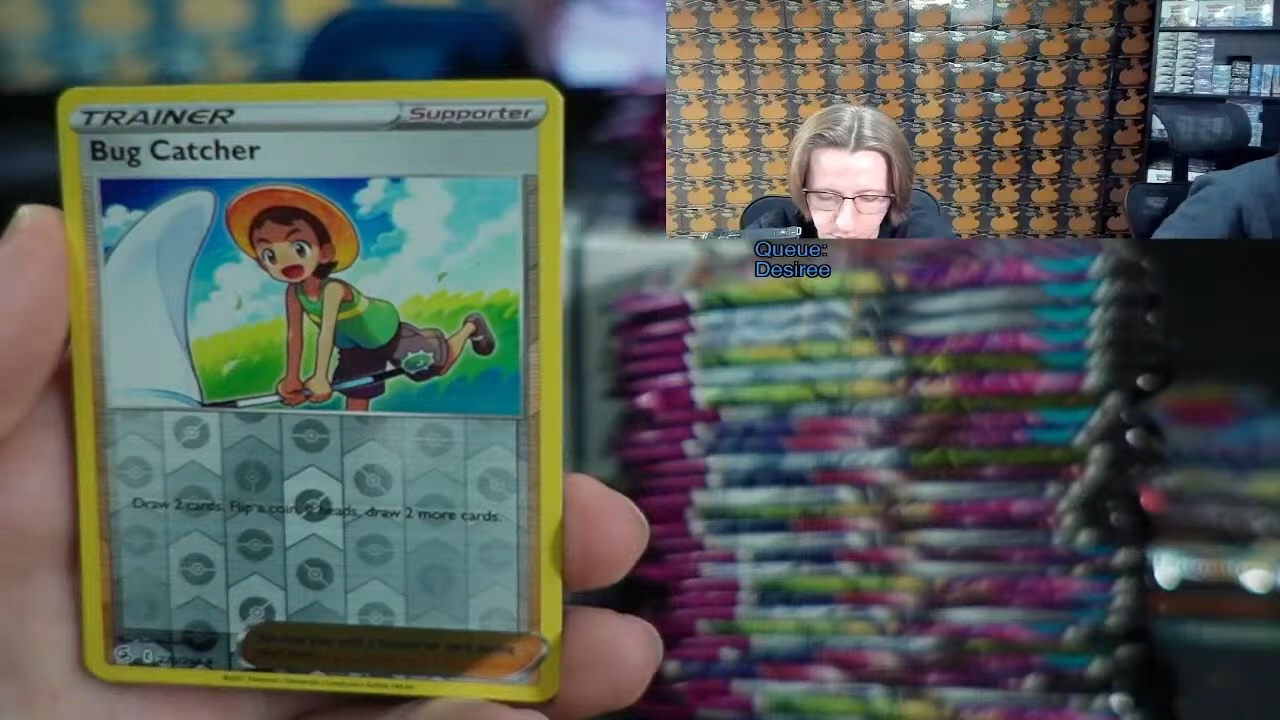 TRAINER
Supporter
Bug Catcher
Draw 2 cards. Flip a coin. If heads, draw 2 more cards.
Queue:
Desiree